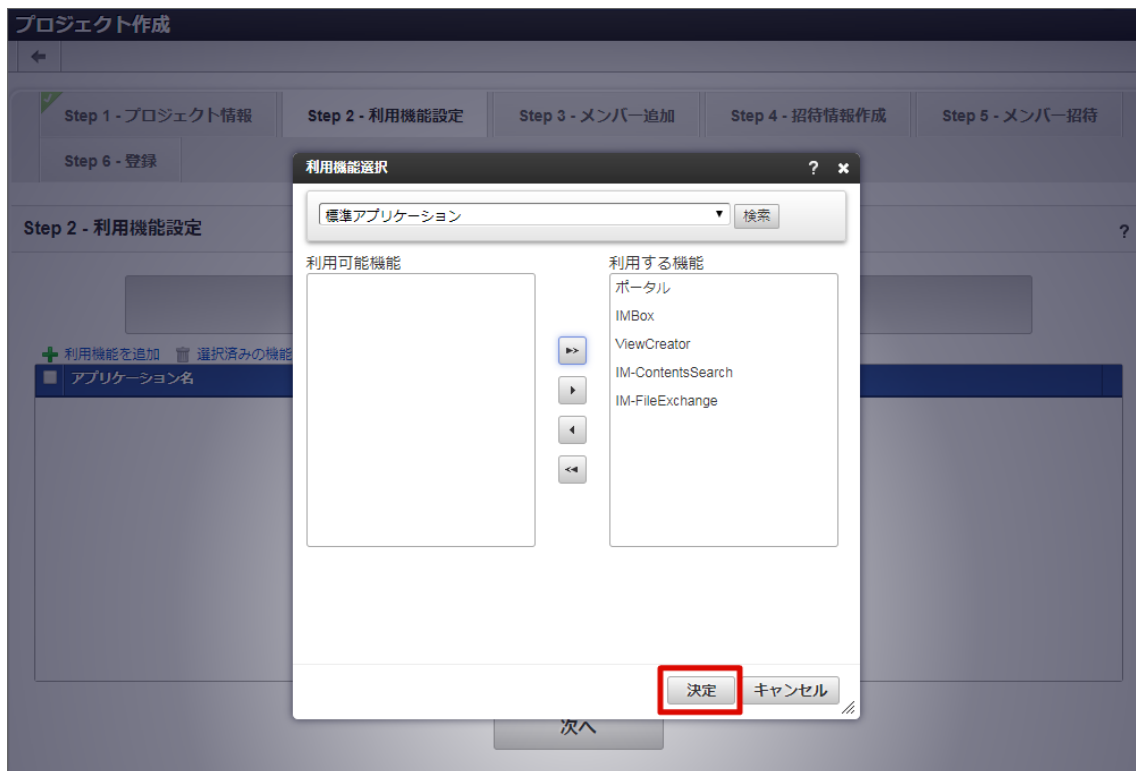 プロジェクト作成
Step 1 - プロジェクト情報
Step 2 - 利用機能設定
Step 3 - メンバー追加
Step 4 - 招待情報作成
Step 5 - メンバー招待
Step 6 - 登録
Step 2 - 利用機能設定
?
利用機能を追加
選択済みの機能
アプリケーション名
利用機能選択
?
標準アプリケーション
検索
利用可能機能
利用する機能
ポータル
IMBox
ViewCreator
IM-ContentsSearch
IM-FileExchange
決定
キャンセル
次へ